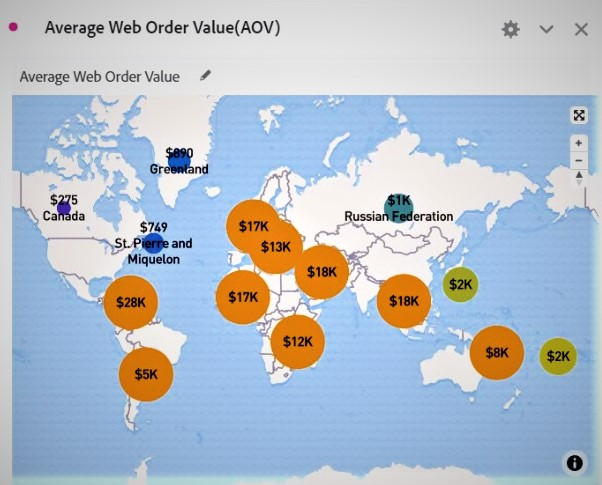 Average Web Order Value(AOV)
Average Web Order Value
$890
Greenland
$275
Canada
$1K
Russian Federation
$749
St. Pierre and
Miquelon
$17K
$13K
$18K
$2K
$28K
$17K
$18K
$12K
$8K
$2K
$5K